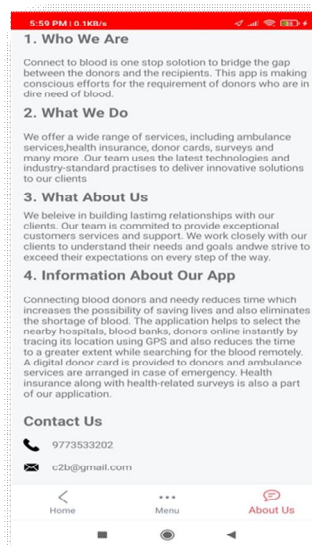 5:59 PM | 0.1KB/s
1. Who We Are
Connect to blood is one stop solotion to bridge the gap
between the donors and the recipients. This app is making
conscious efforts for the requirement of donors who are in
dire need of blood.
2. What We Do
We offer a wide range of services, including ambulance
services,health insurance, donor cards, surveys and
many more .Our team uses the latest technologies and
industry-standard practises to deliver innovative solutions
to our clients
3. What About Us
We beleive in building lastimg relationships with our
clients. Our team is commited to provide exceptional
customers services and support. We work closely with our
clients to understand their needs and goals andwe strive to
exceed their expectations on every step of the way.
4. Information About Our App
Connecting blood donors and needy reduces time which
increases the possibility of saving lives and also eliminates
the shortage of blood. The application helps to select the
nearby hospitals, blood banks, donors online instantly by
tracing its location using GPS and also reduces the time
to a greater extent while searching for the blood remotely.
A digital donor card is provided to donors and ambulance
services are arranged in case of emergency. Health
insurance along with health-related surveys is also a part
of our application.
Contact Us
9773533202
c2b@gmail.com
Home Menu About Us